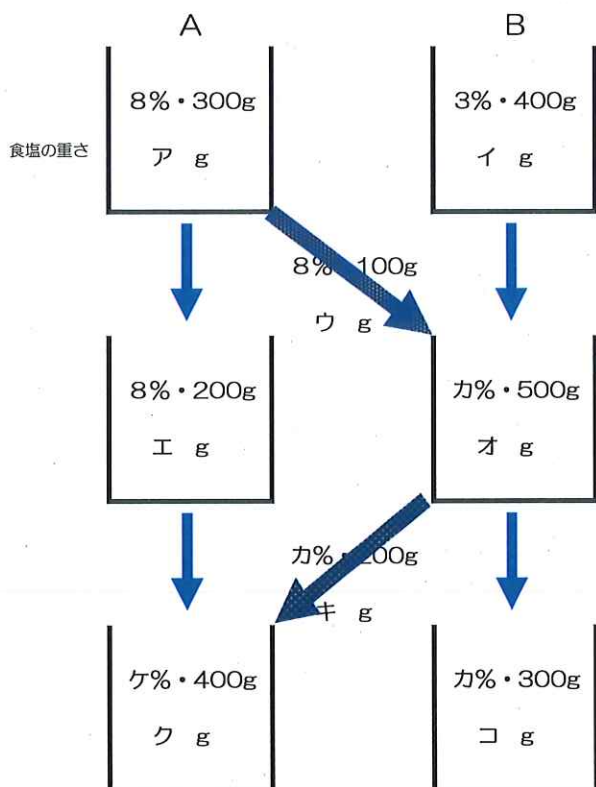 A
B
8%・300g
3%・400g
食塩の重さ
ア g
イ g
8%・100g
ウ g
8%・200g
カ%・500g
エ g
オ g
カ%・200g
キ g
ケ%・400g
カ%・300g
ク g
コ g